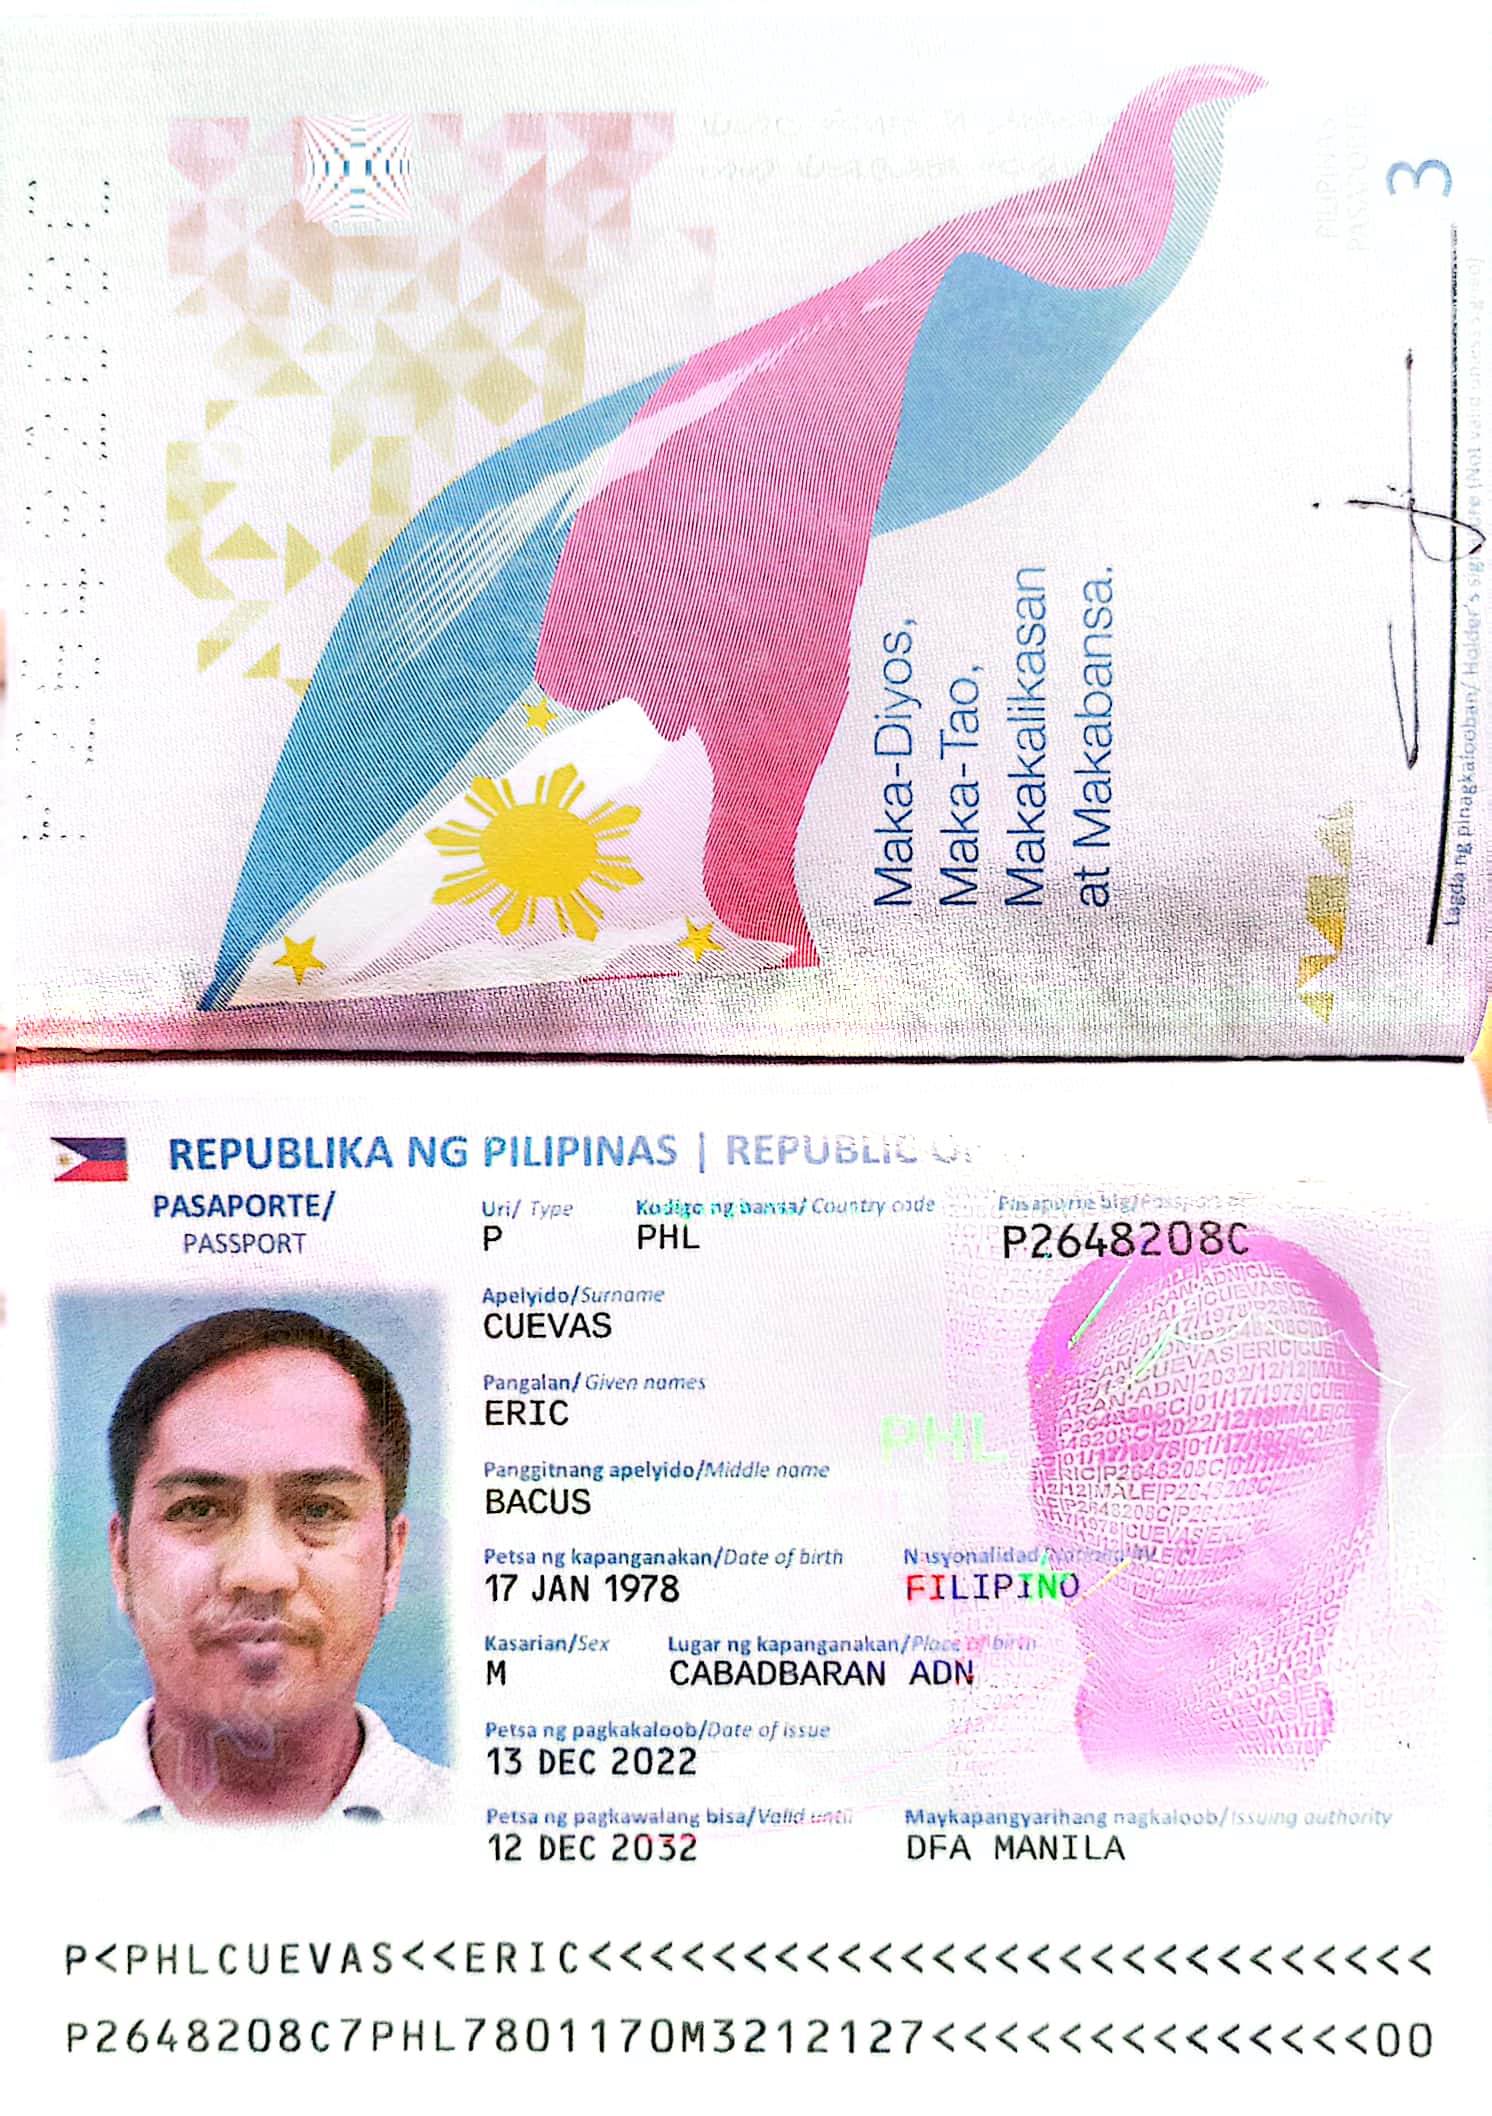 3
PILIPINAS
PASAPORTE
Maka-Diyos,
Maka-Tao,
Makakalikasan
at Makabansa.
Lagda ng pinagkalooban/ Holder's signature (Not valid unless signed)
REPUBLIKA NG PILIPINAS | REPUBLIC OF
PASAPORTE/
PASSPORT
Uri/ Type
Kodigo ng bansa/ Country code
Pasaporte blg/Passport no.
P
PHL
P2648208C
Apelyido/Surname
CUEVAS
Pangalan/ Given names
ERIC
PHL
Panggitnang apelyido/Middle name
BACUS
Petsa ng kapanganakan/Date of birth
Nasyonalidad/Nationality
17 JAN 1978
FILIPINO
Kasarian/Sex
Lugar ng kapanganakan/Place of birth
M
CABADBARAN ADN
Petsa ng pagkakaloob/Date of issue
13 DEC 2022
Petsa ng pagkawalang bisa/Valid until
Maykapangyarihang nagkaloob/Issuing authority
12 DEC 2032
DFA MANILA
P<PHLCUEVAS<<ERIC<<<<<<<<<<<<<<<<<<<<<<<<<<<
P2648208C7PHL7801170M3212127<<<<<<<<<<<<<<00